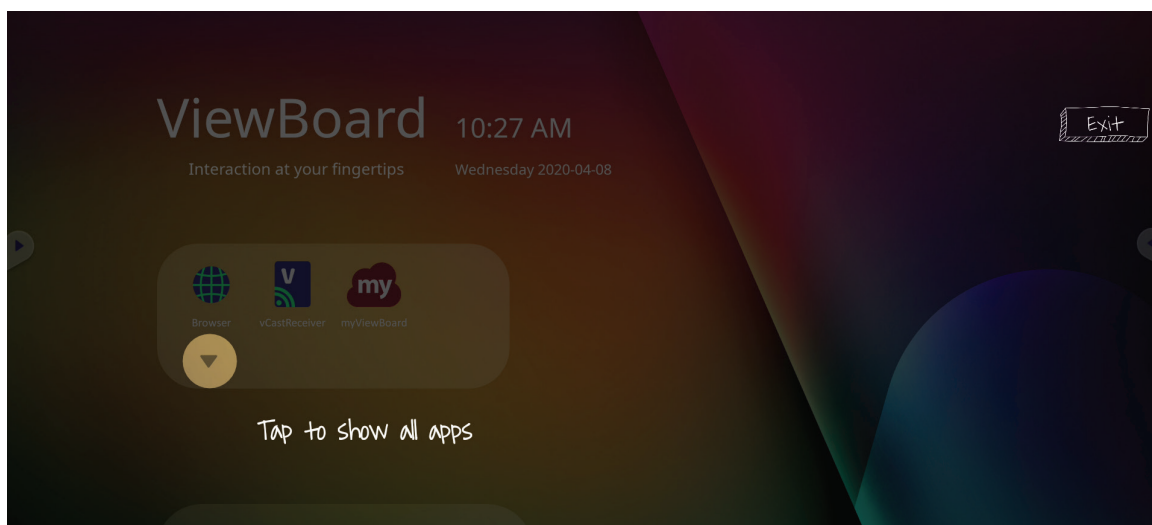 ViewBoard
10:27 AM
Exit
Interaction at your fingertips
Wednesday 2020-04-08
V
my
Browser
vCastReceiver
myViewBoard
Tap to show all apps